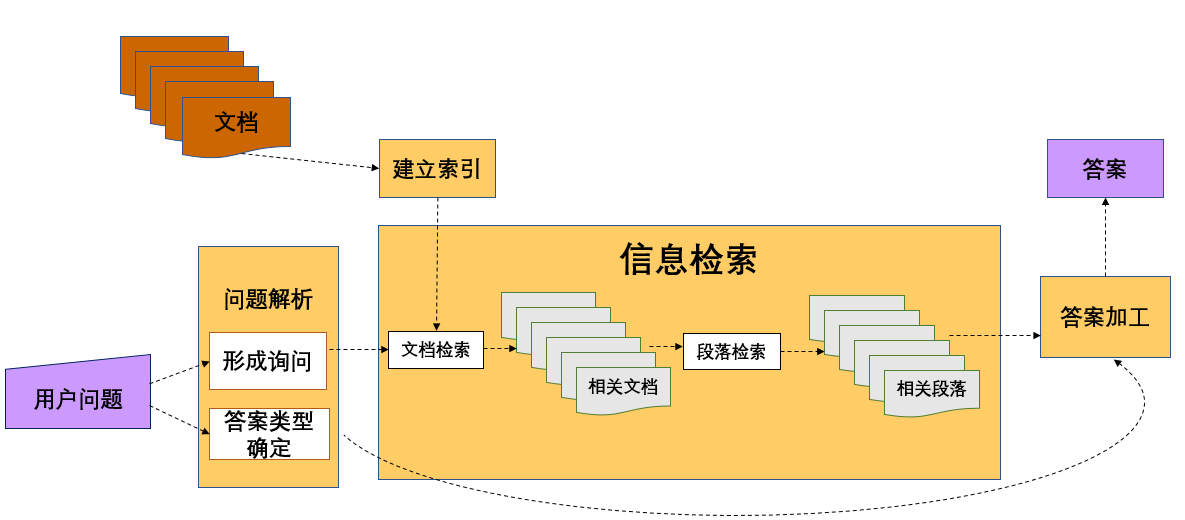 文档
建立索引
答案
信息检索
问题解析
答案加工
形成询问
文档检索
段落检索
相关文档
相关段落
用户问题
答案类型
确定